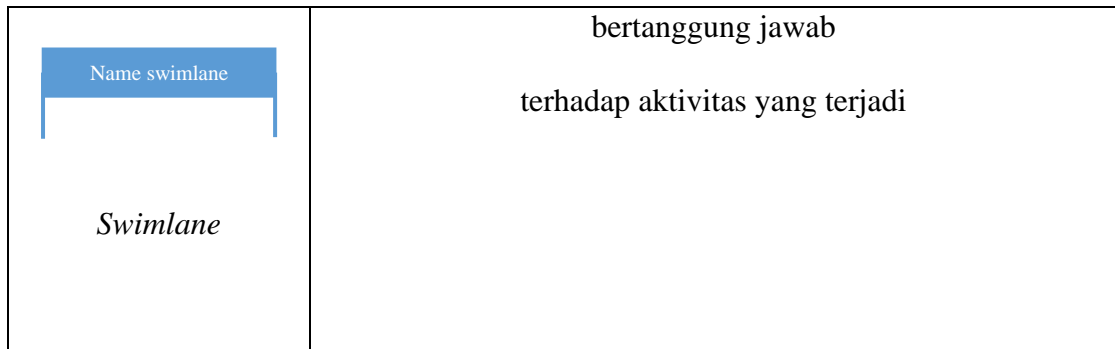 Name swimlane
Swimlane
bertanggung jawab
terhadap aktivitas yang terjadi